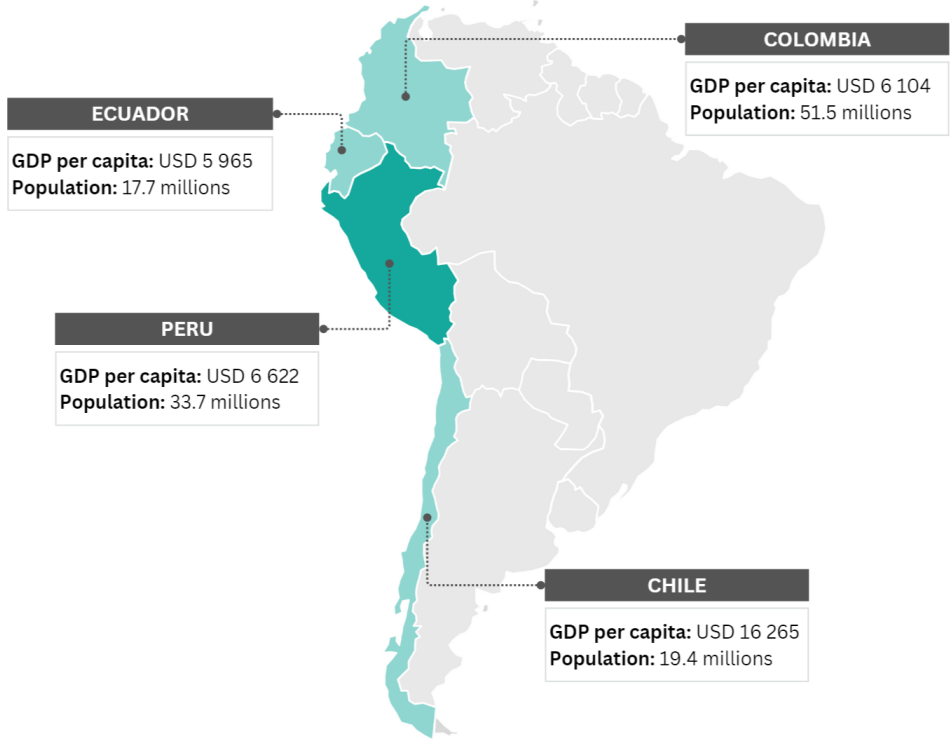 COLOMBIA
GDP per capita: USD 6 104
Population: 51.5 millions
ECUADOR
GDP per capita: USD 5 965
Population: 17.7 millions
PERU
GDP per capita: USD 6 622
Population: 33.7 millions
CHILE
GDP per capita: USD 16 265
Population: 19.4 millions